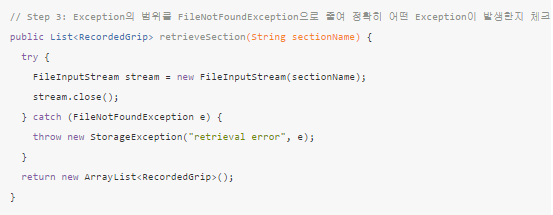 // Step 3: Exception의 범위를 FileNotFoundException으로 줄여 정확히 어떤 Exception이 발생한지 체크
public List<RecordedGrip> retrieveSection(String sectionName) {
  try {
    FileInputStream stream = new FileInputStream(sectionName);
    stream.close();
  } catch (FileNotFoundException e) {
    throw new StorageException("retrieval error", e);
  }
  return new ArrayList<RecordedGrip>();
}